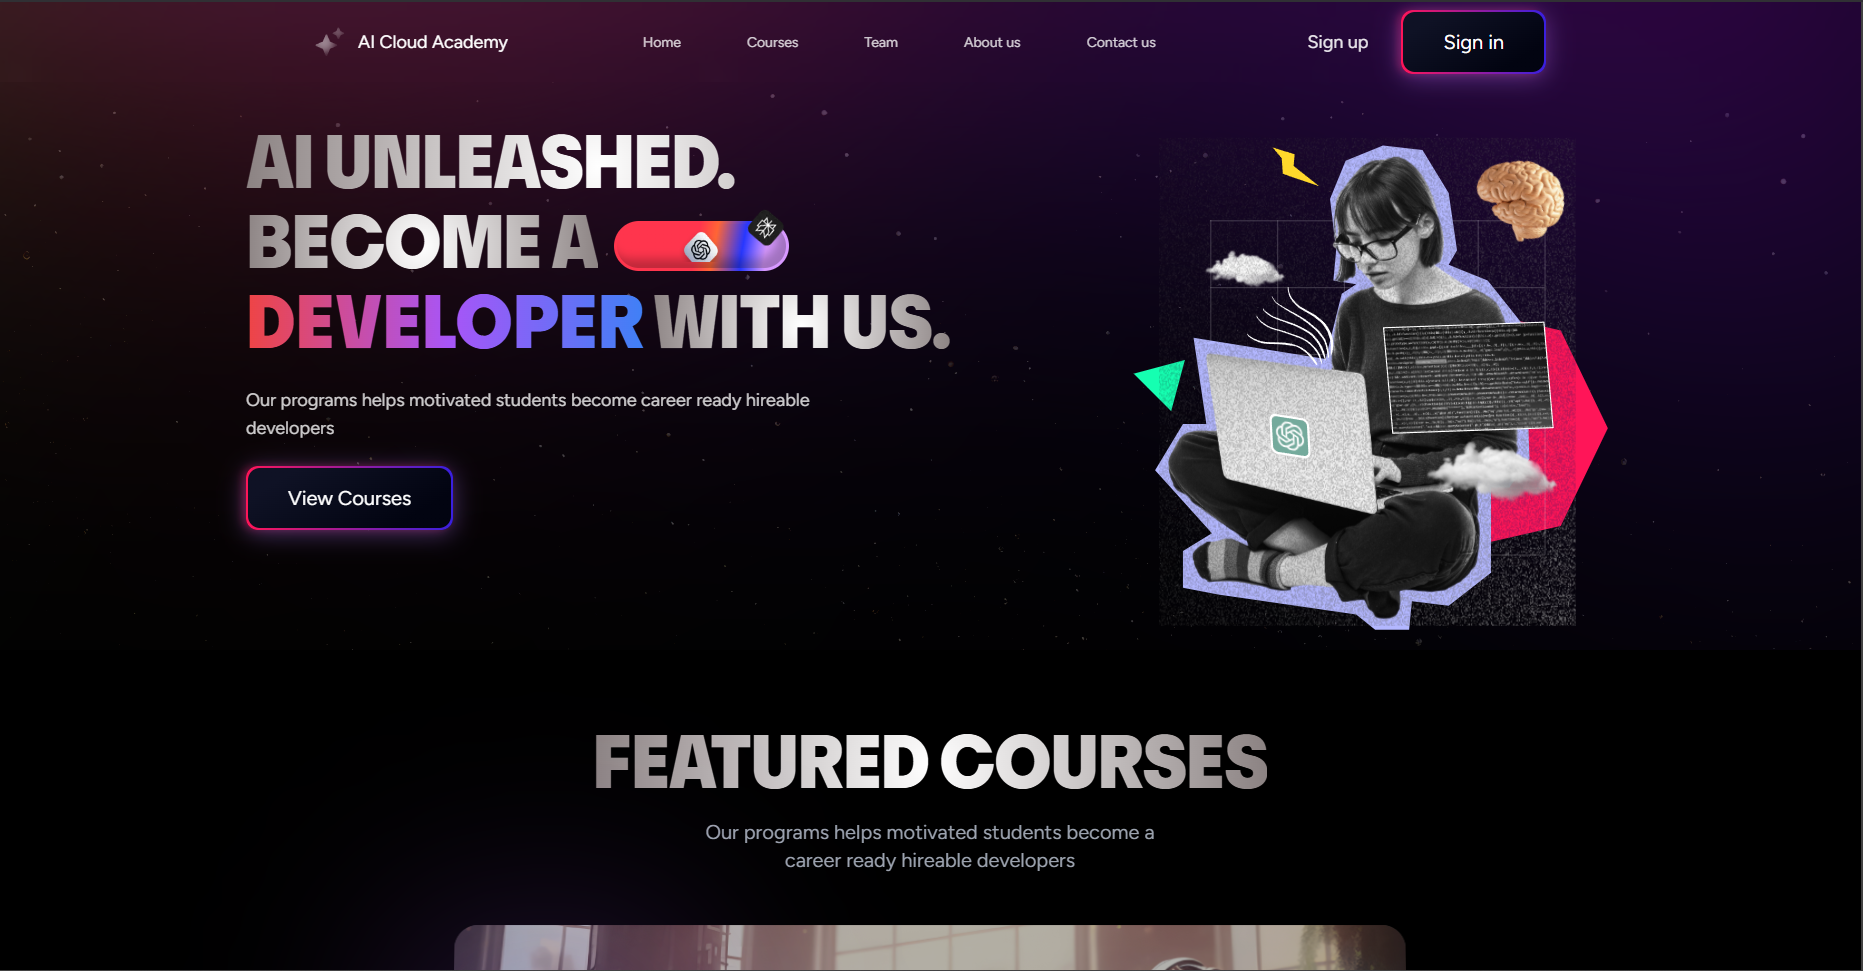 AI Cloud Academy
Home
Courses
Team
About us
Contact us
Sign up
Sign in
AI UNLEASHED.
BECOME A
DEVELOPER WITH US.
Our programs helps motivated students become career ready hireable
developers
View Courses
FEATURED COURSES
Our programs helps motivated students become a
career ready hireable developers